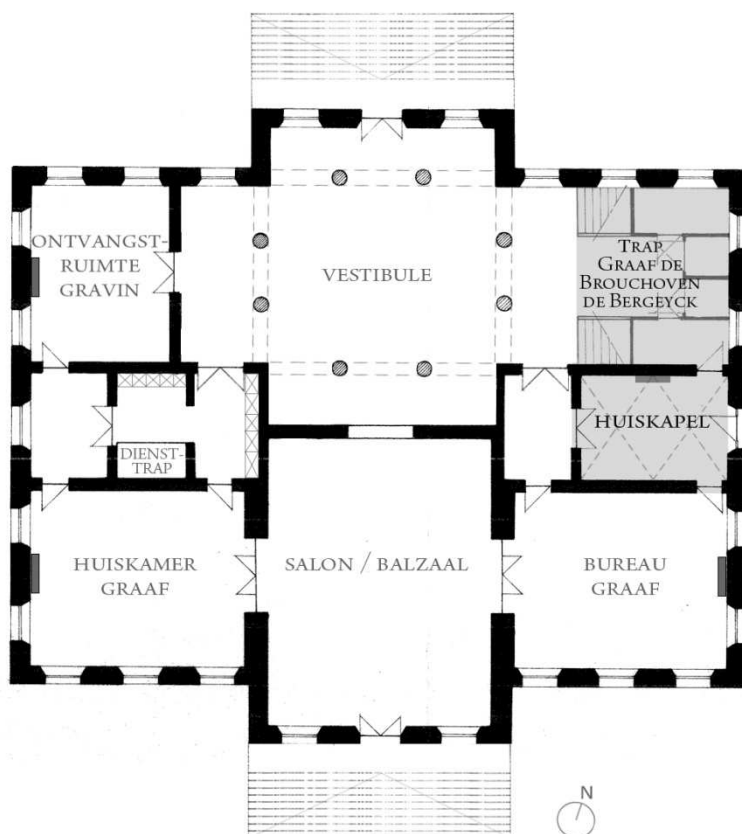 ONTVANGST-
RUIMTE
GRAVIN
VESTIBULE
TRAP
GRAAF DE
BROUCHOVEN
DE BERGEYCK
HUISKAPEL
DIENST-
TRAP
HUISKAMER
GRAAF
SALON / BALZAAL
BUREAU
GRAAF
N